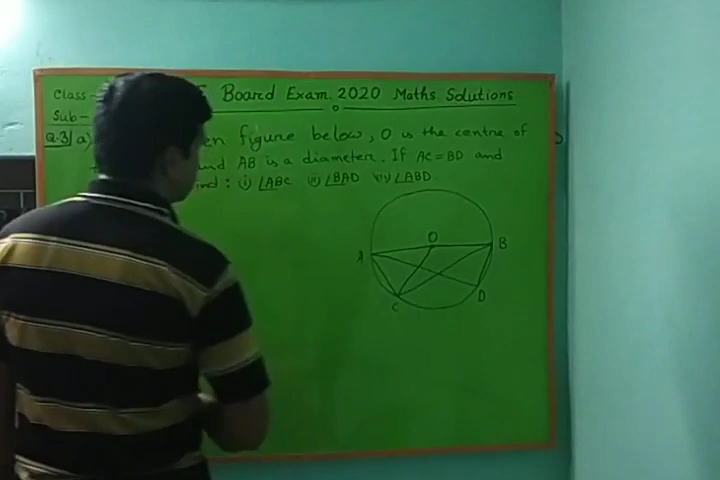 Class- Board Exam 2020 Maths Solutions
Sub-
Q.3(a) en figure below, O is the centre of
AB is a diameter. If AC=BD and
ind : i) ∠ABC ii) ∠BAD iii) ∠ABD.
O
A B
C D